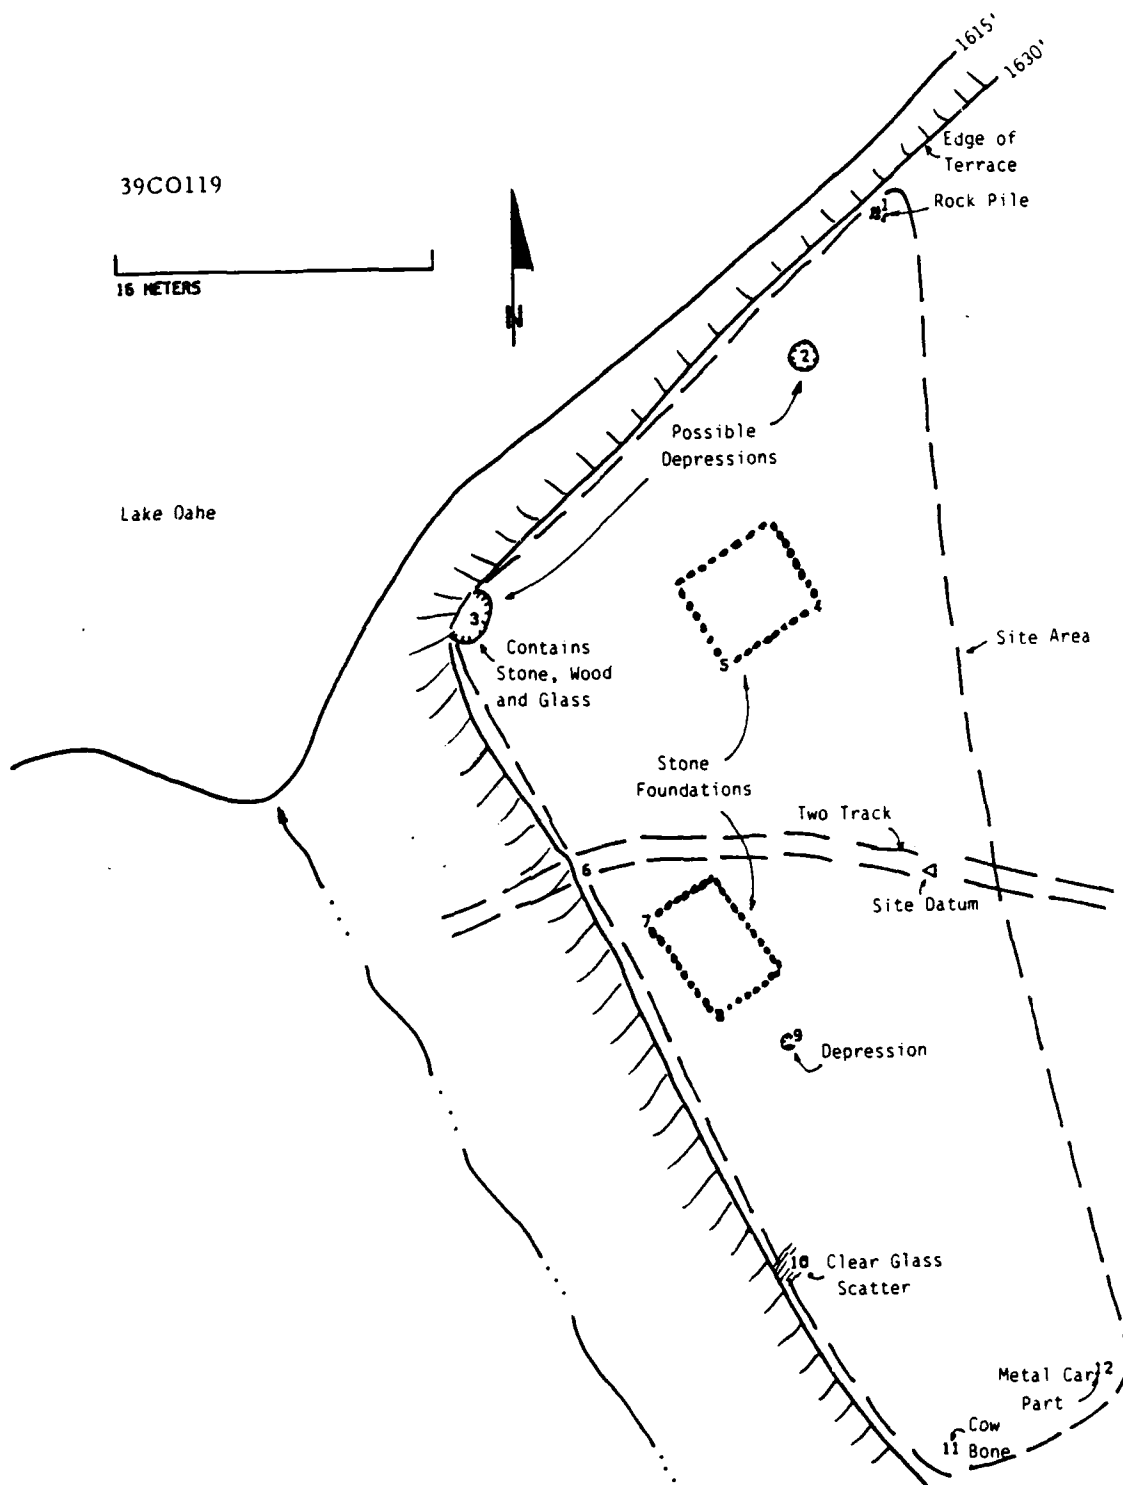 1615'
1630'
Edge of
Terrace
39CO119
1
Rock Pile
16 METERS
N
2
Possible
Depressions
Lake Oahe
3
4
Contains
Stone, Wood
and Glass
5
Site Area
Stone
Foundations
Two Track
6
Site Datum
7
8
9
Depression
10
Clear Glass
Scatter
Metal Car
Part
12
Cow
Bone
11